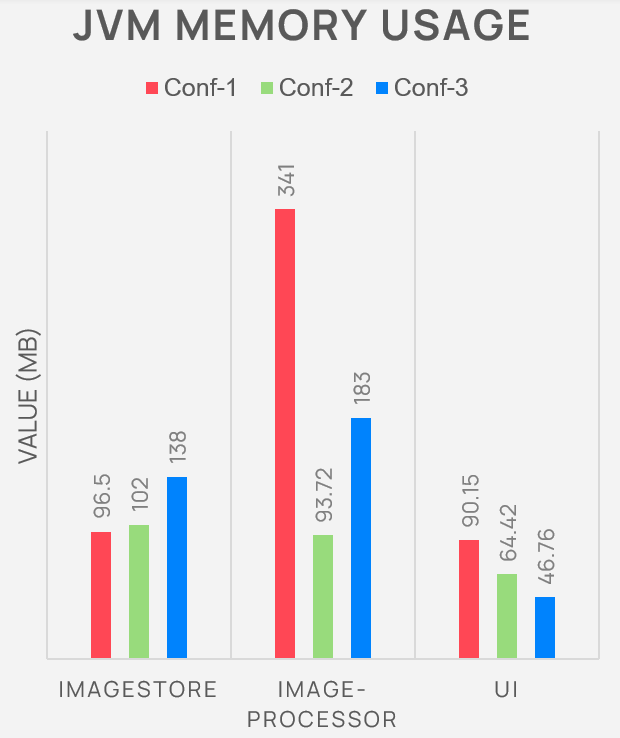 JVM MEMORY USAGE
Conf-1 Conf-2 Conf-3
VALUE (MB)
96.5 102 138
341 93.72 183
90.15 64.42 46.76
IMAGESTORE IMAGE- UI
PROCESSOR